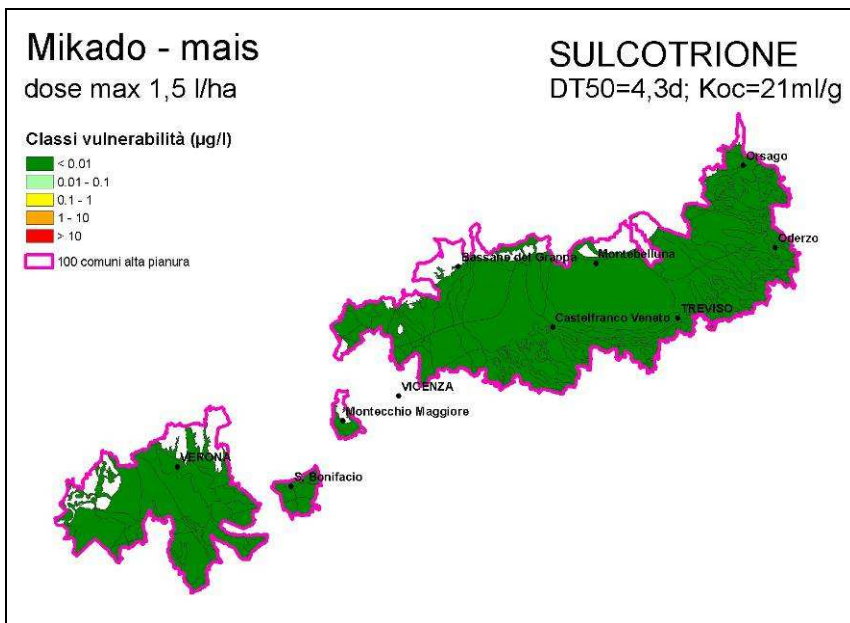 Mikado - mais
dose max 1,5 l/ha
SULCOTRIONE
DT50=4,3d; Koc=21ml/g
Classi vulnerabilità (µg/l)
< 0.01
0.01 - 0.1
0.1 - 1
1 - 10
> 10
100 comuni alta pianura
Orsago
Oderzo
Bassano del Grappa
Montebelluna
Castelfranco Veneto
TREVISO
VICENZA
Montecchio Maggiore
VERONA
S. Bonifacio